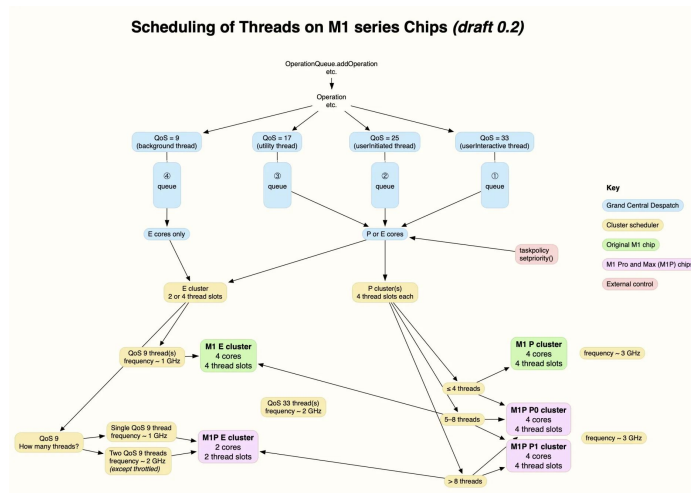 Scheduling of Threads on M1 series Chips (draft 0.2)
OperationQueue.addOperation
etc.
Operation
etc.
QoS = 9
(background thread)
QoS = 17
(utility thread)
QoS = 25
(userInitiated thread)
QoS = 33
(userInteractive thread)
④
queue
③
queue
②
queue
①
queue
E cores only
P or E cores
Key
Grand Central Despatch
Cluster scheduler
Original M1 chip
M1 Pro and Max (M1P) chips
External control
taskpolicy
setpriority()
E cluster
2 or 4 thread slots
P cluster(s)
4 thread slots each
QoS 9 thread(s)
frequency ~ 1 GHz
M1 E cluster
4 cores
4 thread slots
M1 P cluster
4 cores
4 thread slots
frequency ~ 3 GHz
≤ 4 threads
QoS 33 thread(s)
frequency ~ 2 GHz
5–8 threads
M1P P0 cluster
4 cores
4 thread slots
QoS 9
How many threads?
Single QoS 9 thread
frequency ~ 1 GHz
Two QoS 9 threads
frequency ~ 2 GHz
(except throttled)
M1P E cluster
2 cores
2 thread slots
frequency ~ 3 GHz
M1P P1 cluster
4 cores
4 thread slots
> 8 threads